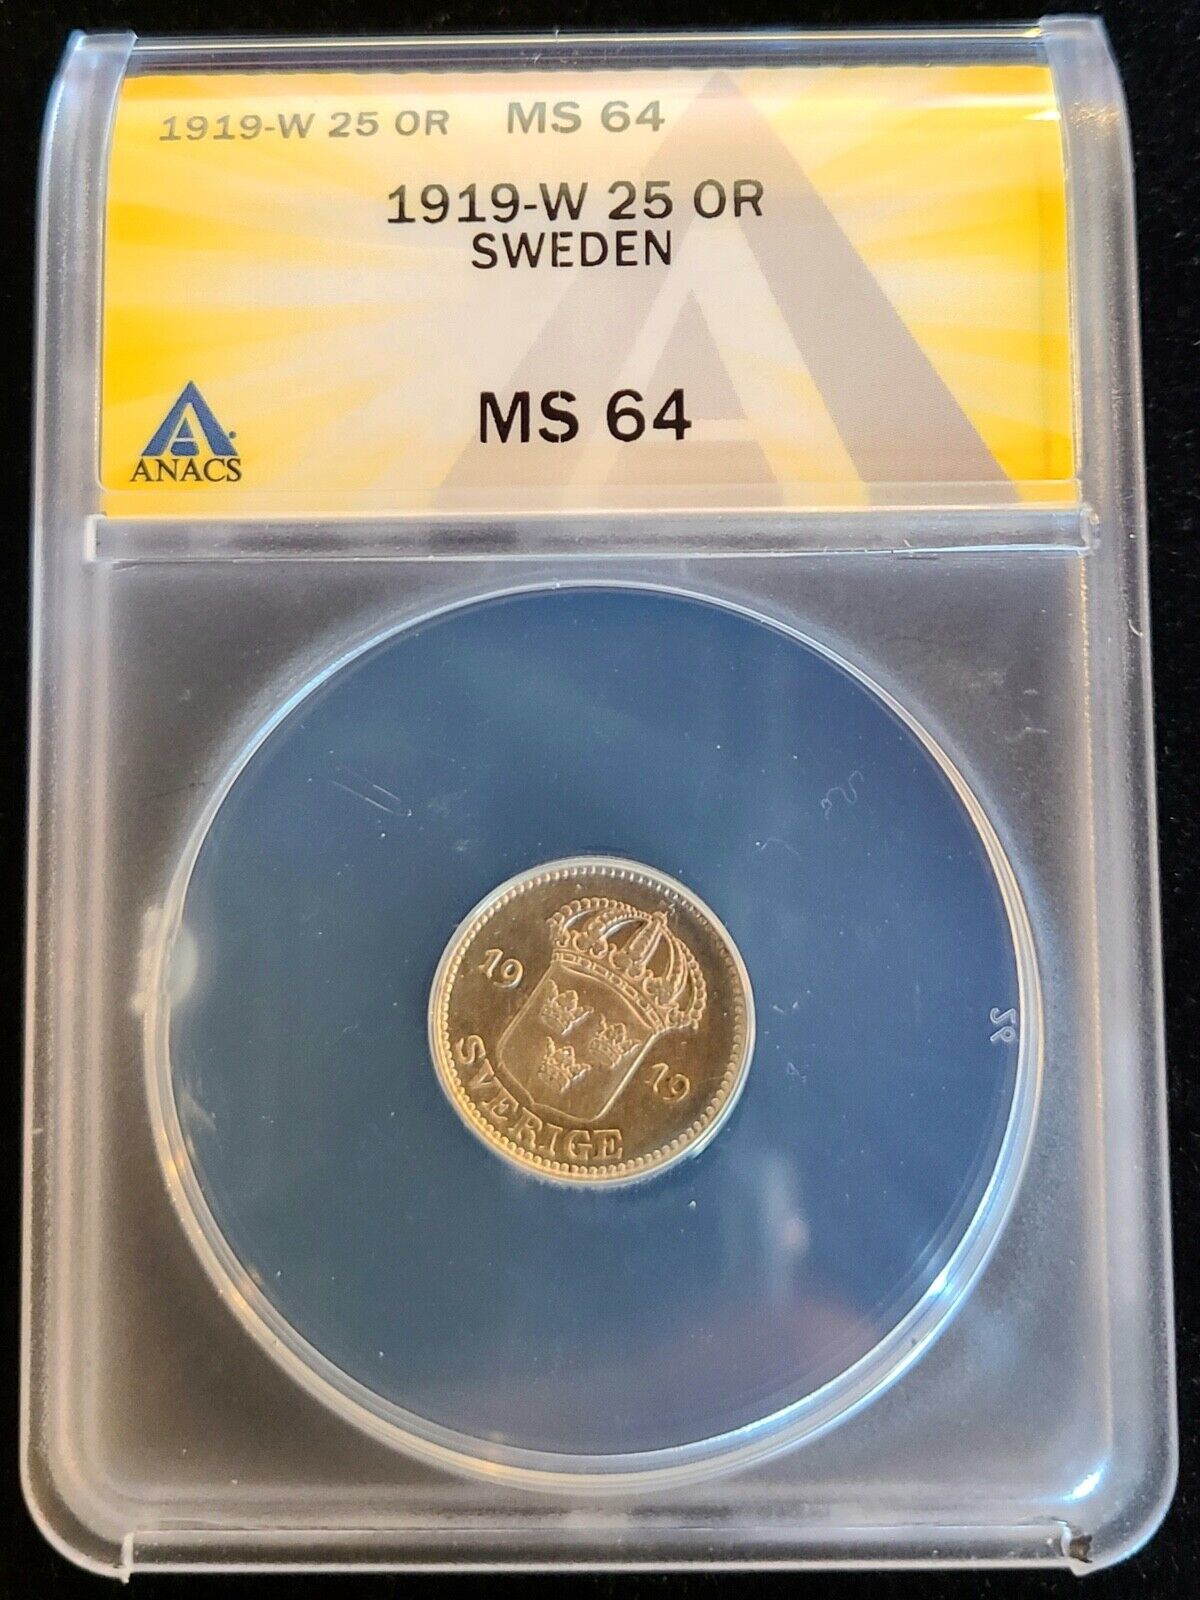 1919-W 25 OR MS 64
1919-W 25 OR
SWEDEN
MS 64
ANACS
19 19
SVERIGE